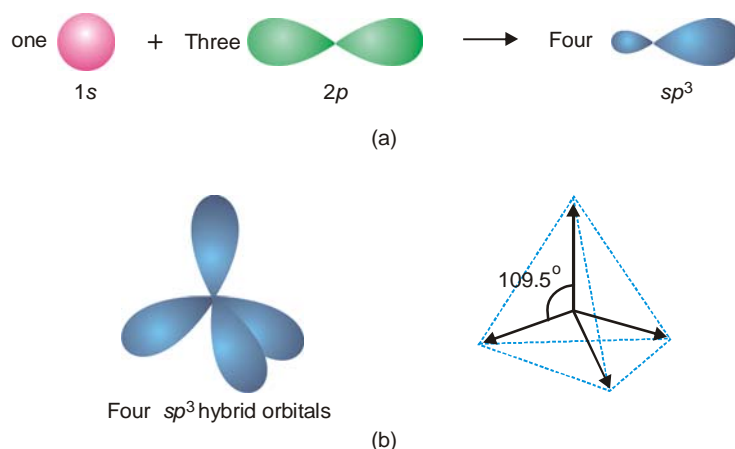 one + Three Four
1s 2p sp³
(a)
109.5°
Four sp³ hybrid orbitals
(b)